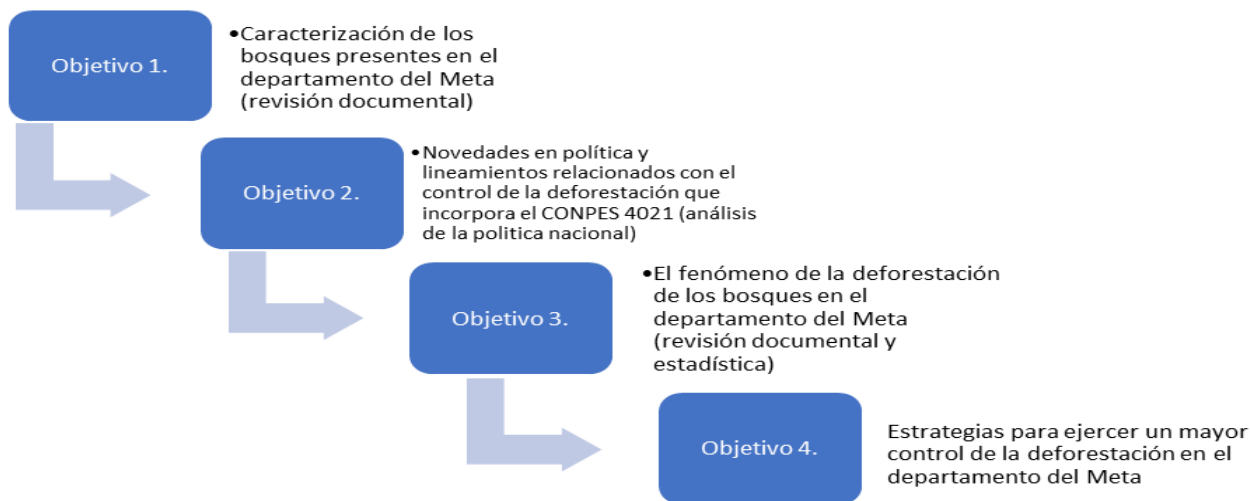 Objetivo 1.
•Caracterización de los
bosques presentes en el
departamento del Meta
(revisión documental)
Objetivo 2.
•Novedades en política y
lineamientos relacionados con el
control de la deforestación que
incorpora el CONPES 4021 (análisis
de la politica nacional)
Objetivo 3.
•El fenómeno de la deforestación
de los bosques en el
departamento del Meta
(revisión documental y
estadística)
Objetivo 4.
Estrategias para ejercer un mayor
control de la deforestación en el
departamento del Meta